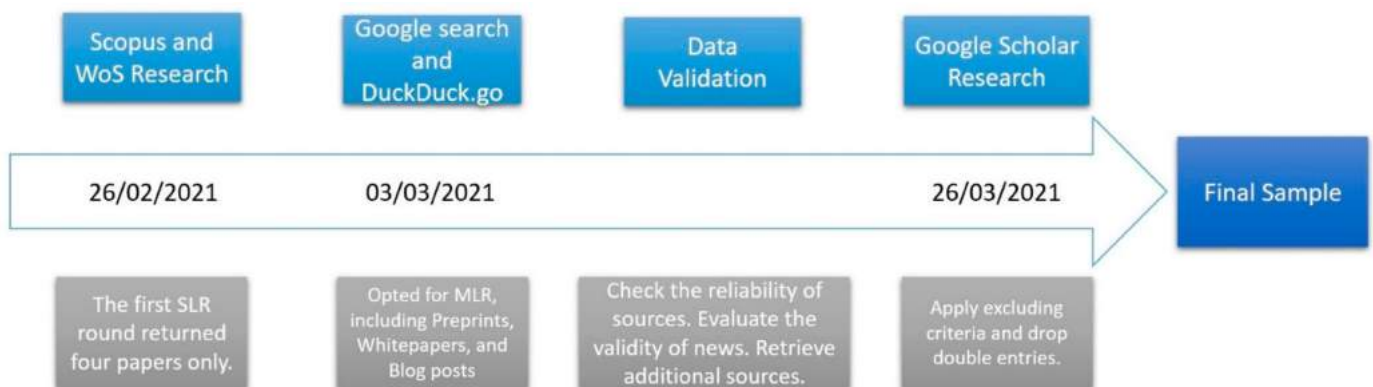 Scopus and
WoS Research
Google search
and
DuckDuck.go
Data
Validation
Google Scholar
Research
26/02/2021
03/03/2021
26/03/2021
Final Sample
The first SLR
round returned
four papers only.
Opted for MLR,
including Preprints,
Whitepapers, and
Blog posts
Check the reliability of
sources. Evaluate the
validity of news. Retrieve
additional sources.
Apply excluding
criteria and drop
double entries.